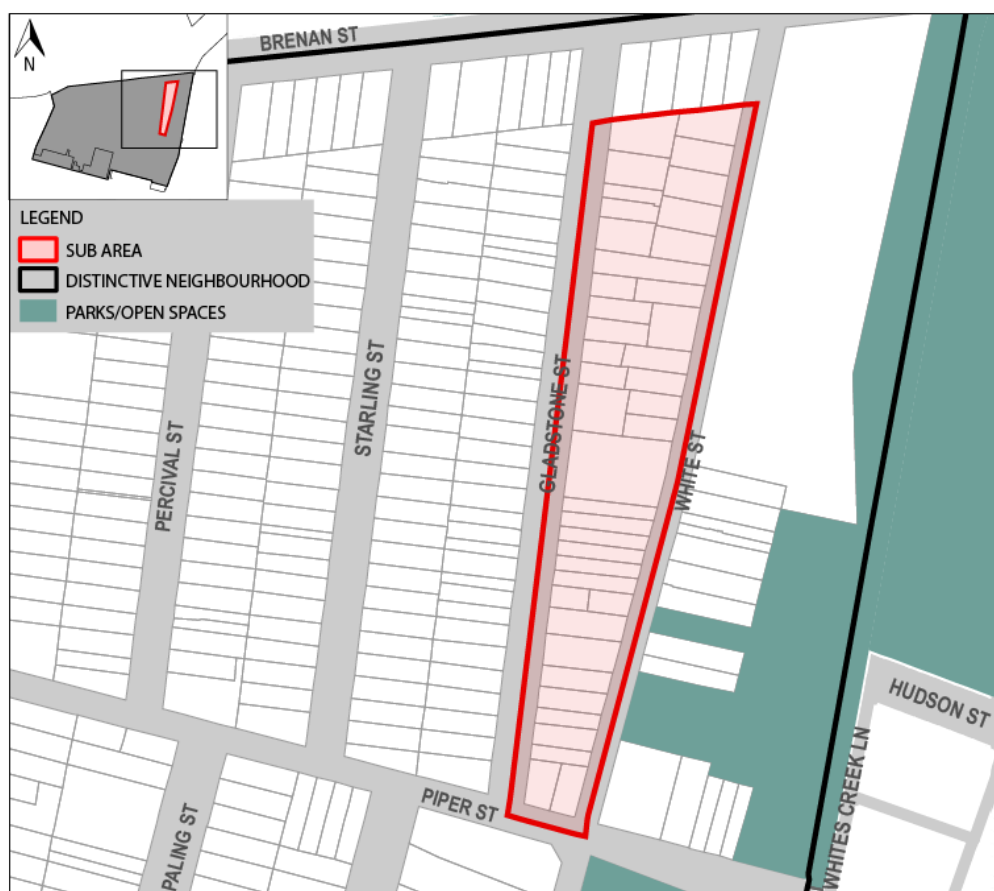 BRENAN ST
N
LEGEND
SUB AREA
DISTINCTIVE NEIGHBOURHOOD
PARKS/OPEN SPACES
PERCIVAL ST
STARLING ST
GLADSTONE ST
WHITE ST
HUDSON ST
WHITES CREEK LN
PIPER ST
PALING ST